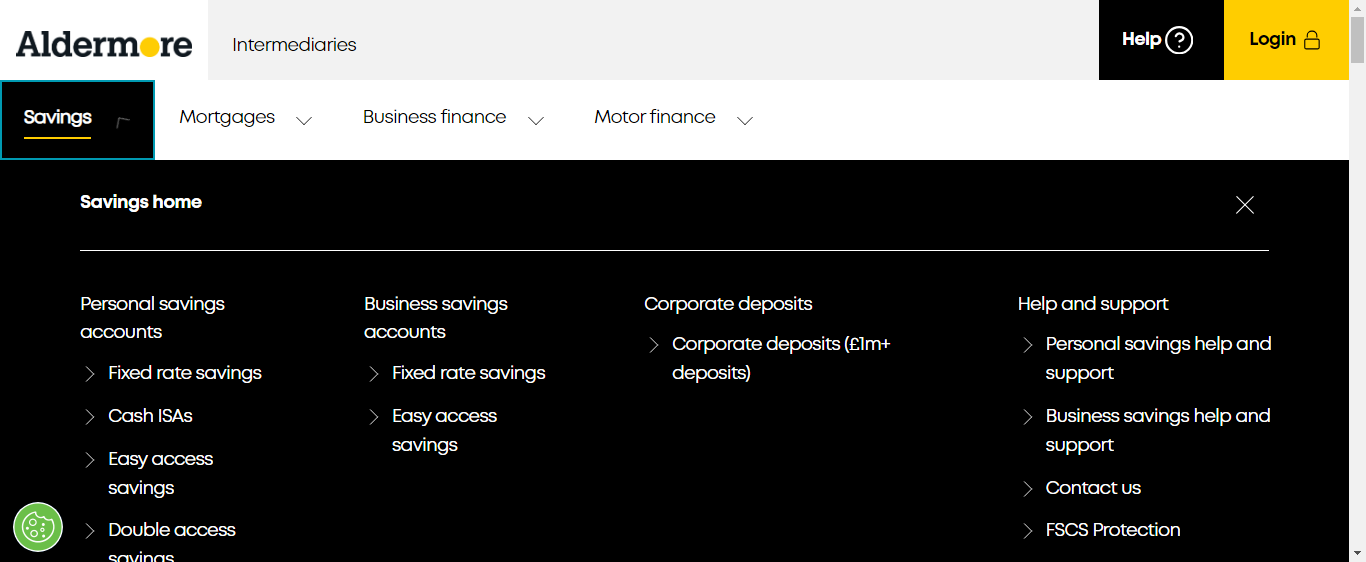 Aldermore
Intermediaries
Help
Login
Savings
Mortgages
Business finance
Motor finance
Savings home
Personal savings
accounts
Fixed rate savings
Cash ISAs
Easy access
savings
Double access
savings
Business savings
accounts
Fixed rate savings
Easy access
savings
Corporate deposits
Corporate deposits (£1m+
deposits)
Help and support
Personal savings help and
support
Business savings help and
support
Contact us
FSCS Protection